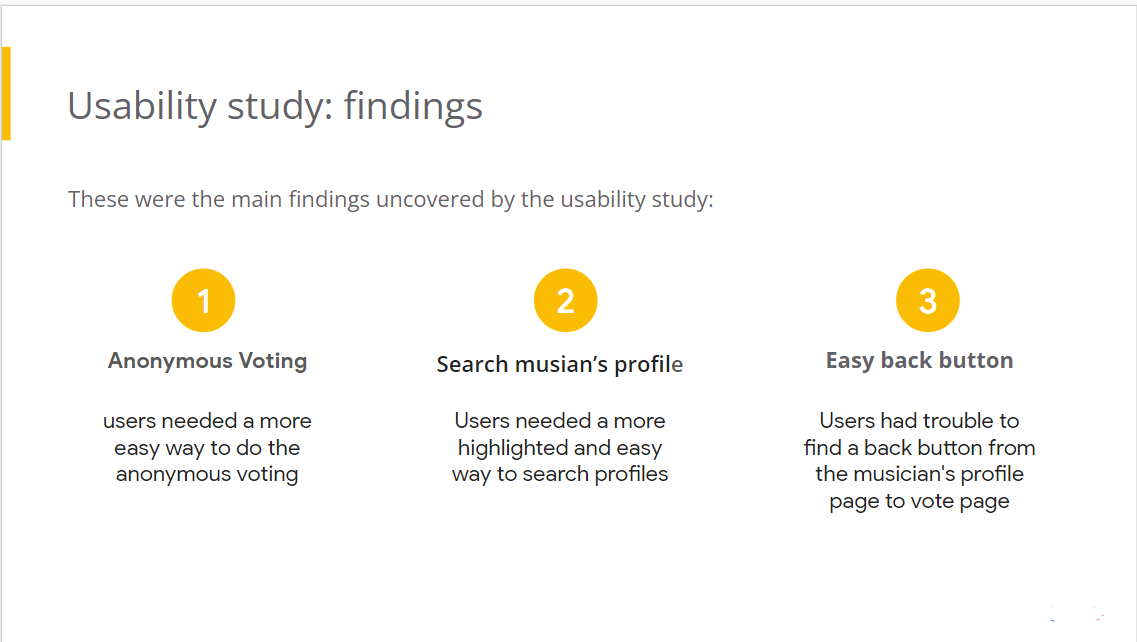 Usability study: findings
These were the main findings uncovered by the usability study:
1
Anonymous Voting
users needed a more
easy way to do the
anonymous voting
2
Search musian’s profile
Users needed a more
highlighted and easy
way to search profiles
3
Easy back button
Users had trouble to
find a back button from
the musician's profile
page to vote page